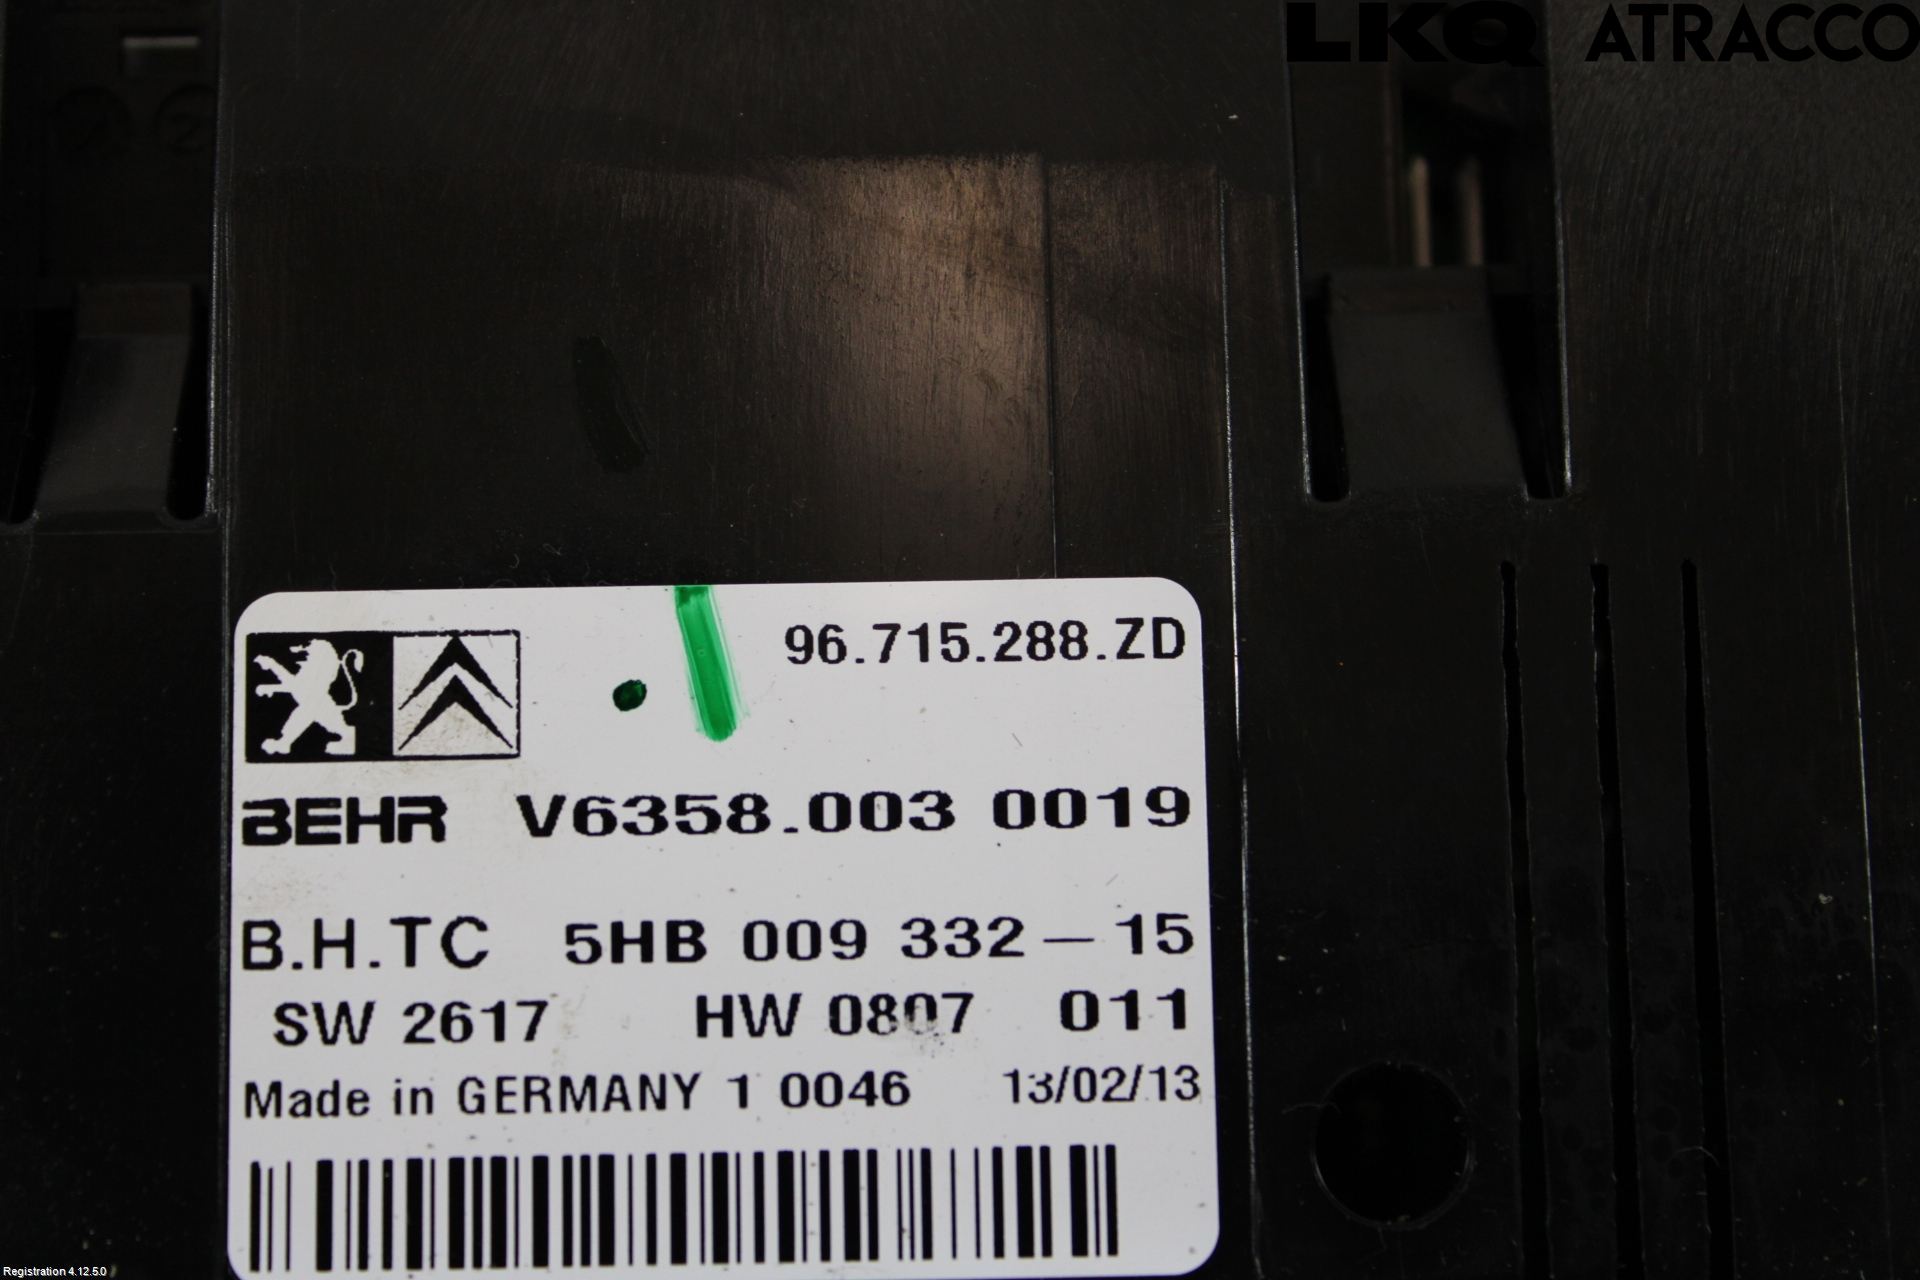 LKQ ATRACCO
96.715.288.ZD
BEHR V6358.003 0019
B.H.TC 5HB 009 332 – 15
SW 2617 HW 0807 011
Made in GERMANY 1 0046 13/02/13
Registration 4.12.5.0